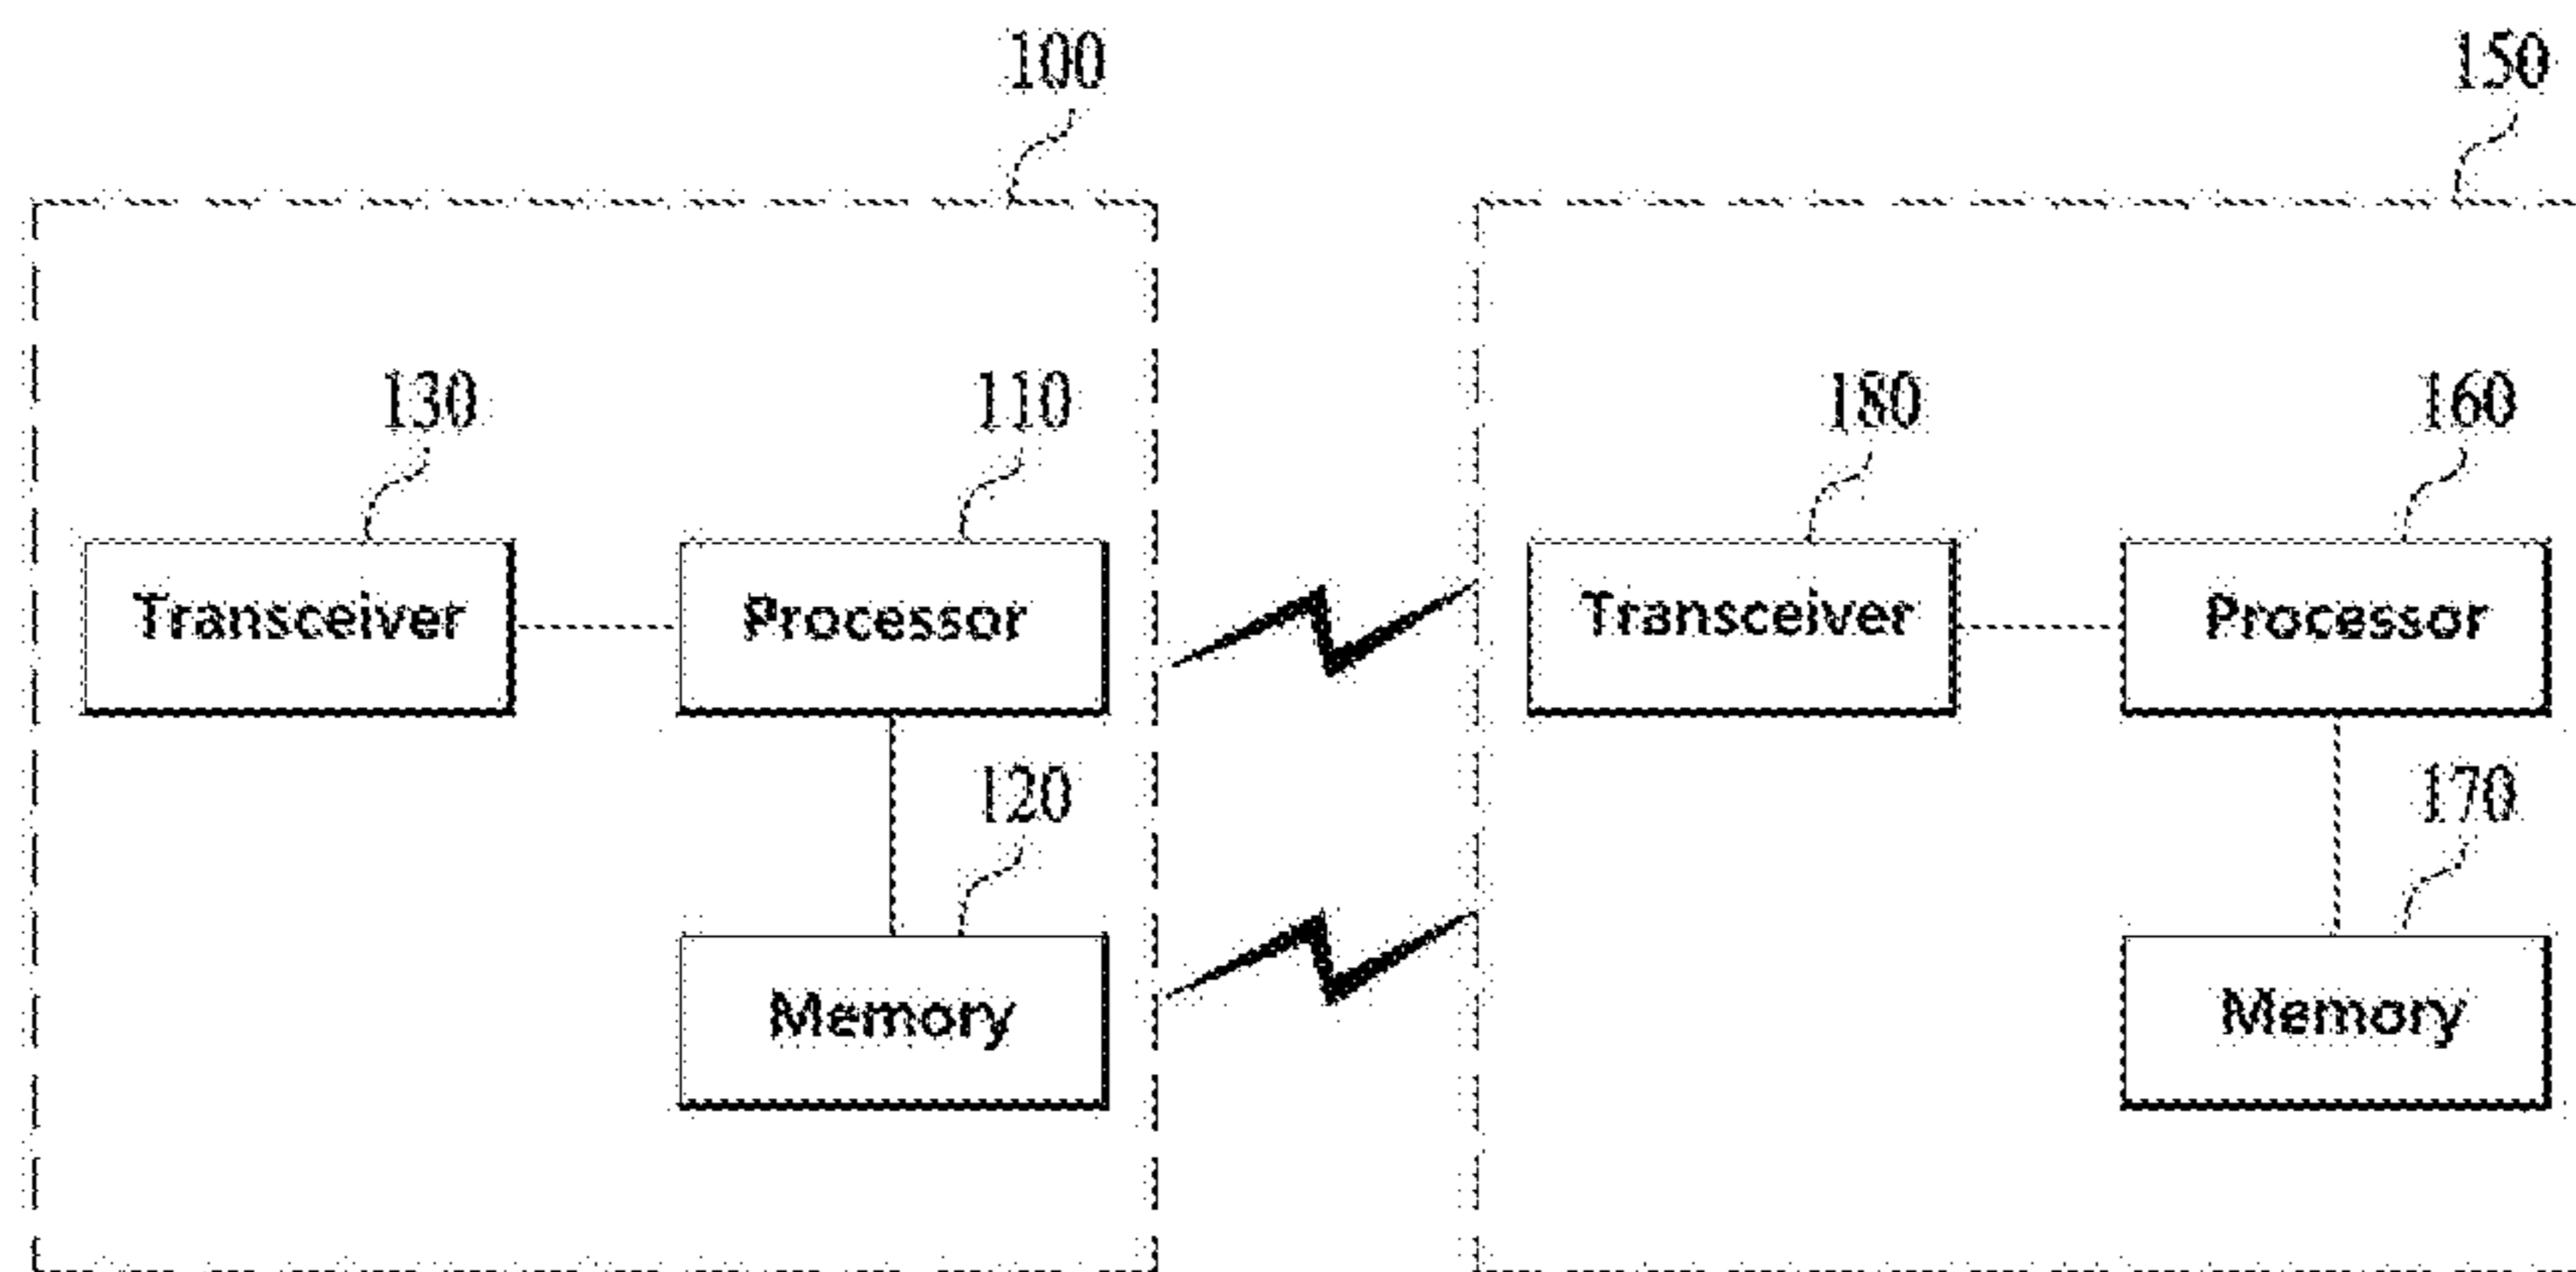 100 150
130 110 180 160
Transceiver Processor Transceiver Processor
120 170
Memory Memory